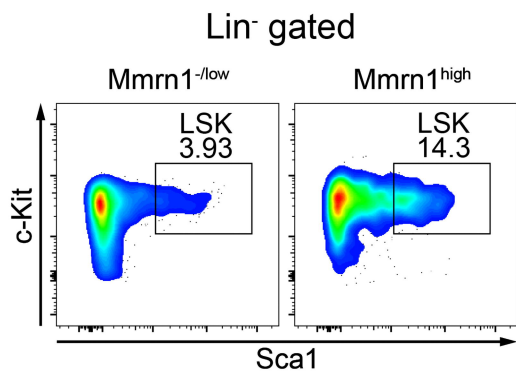 Lin⁻ gated
Mmrn1⁻/ˡᵒʷ
Mmrn1ʰⁱᵍʰ
LSK
3.93
LSK
14.3
c-Kit
Sca1